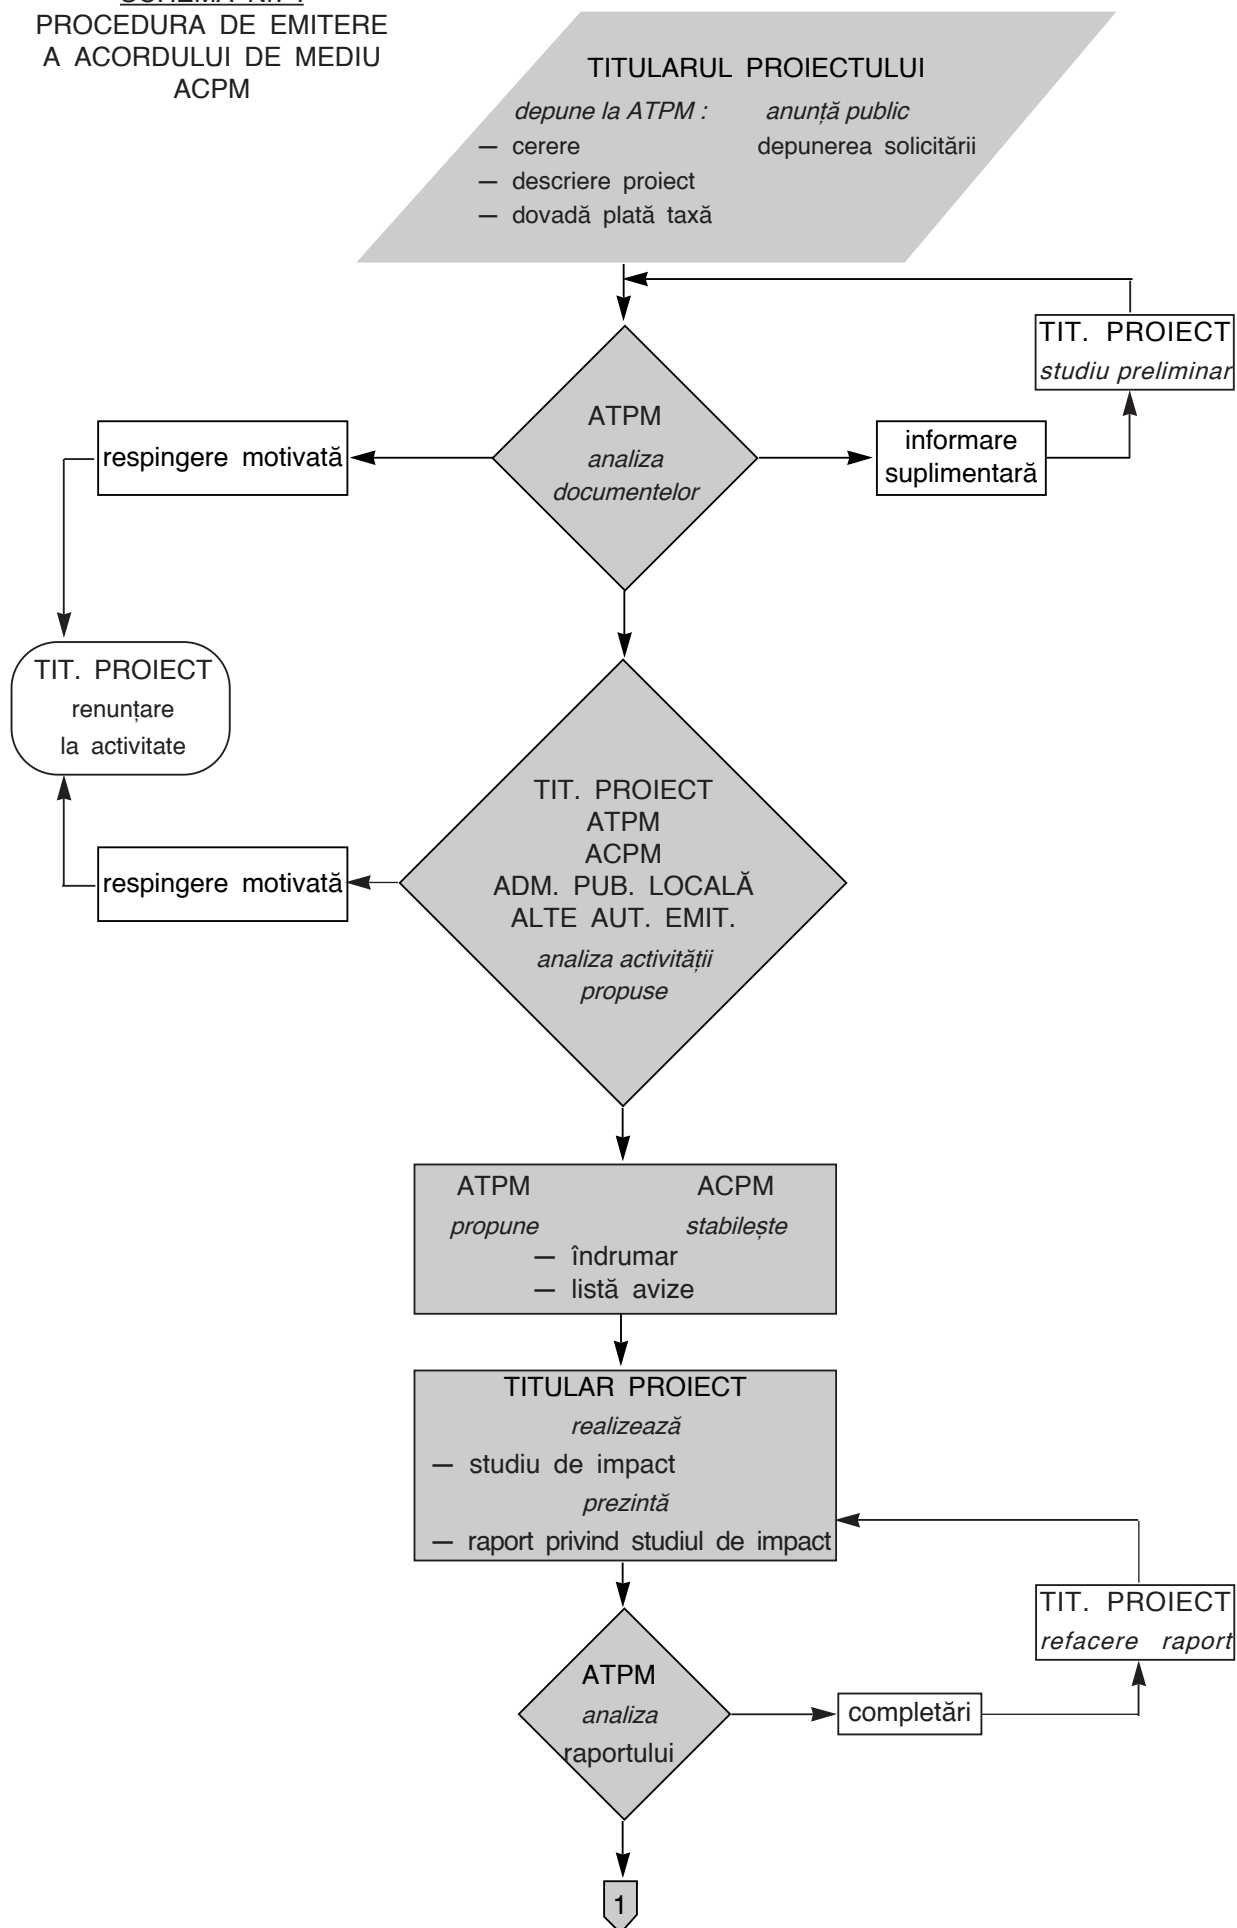 PROCEDURA DE EMITERE
A ACORDULUI DE MEDIU
ACPM
TITULARUL PROIECTULUI
depune la ATPM : anunță public
— cerere depunerea solicitării
— descriere proiect
— dovadă plată taxă
TIT. PROIECT
studiu preliminar
ATPM
analiza
documentelor
respingere motivată
informare
suplimentară
TIT. PROIECT
renunțare
la activitate
TIT. PROIECT
ATPM
ACPM
ADM. PUB. LOCALĂ
ALTE AUT. EMIT.
analiza activității
propuse
respingere motivată
ATPM ACPM
propune stabilește
— îndrumar
— listă avize
TITULAR PROIECT
realizează
— studiu de impact
prezintă
— raport privind studiul de impact
TIT. PROIECT
refacere raport
ATPM
analiza
raportului
completări
1